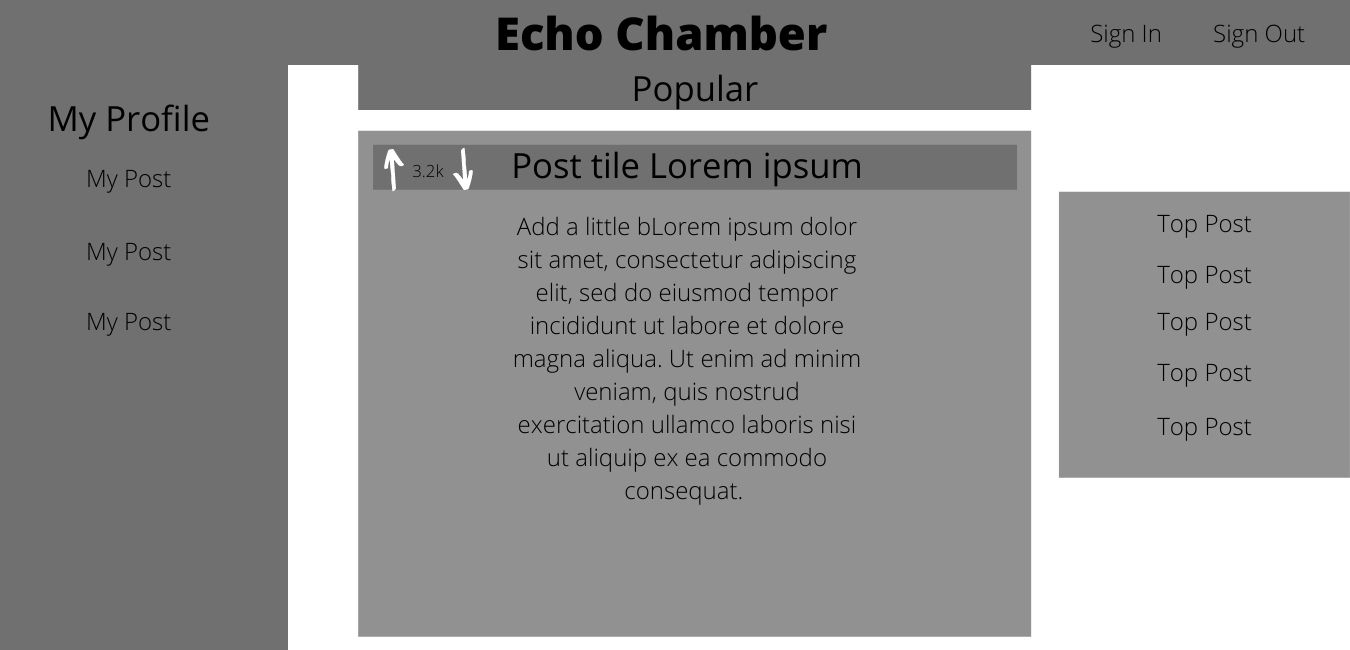 Echo Chamber
Sign In
Sign Out
Popular
My Profile
My Post
My Post
My Post
3.2k
Post tile Lorem ipsum
Add a little bLorem ipsum dolor
sit amet, consectetur adipiscing
elit, sed do eiusmod tempor
incididunt ut labore et dolore
magna aliqua. Ut enim ad minim
veniam, quis nostrud
exercitation ullamco laboris nisi
ut aliquip ex ea commodo
consequat.
Top Post
Top Post
Top Post
Top Post
Top Post